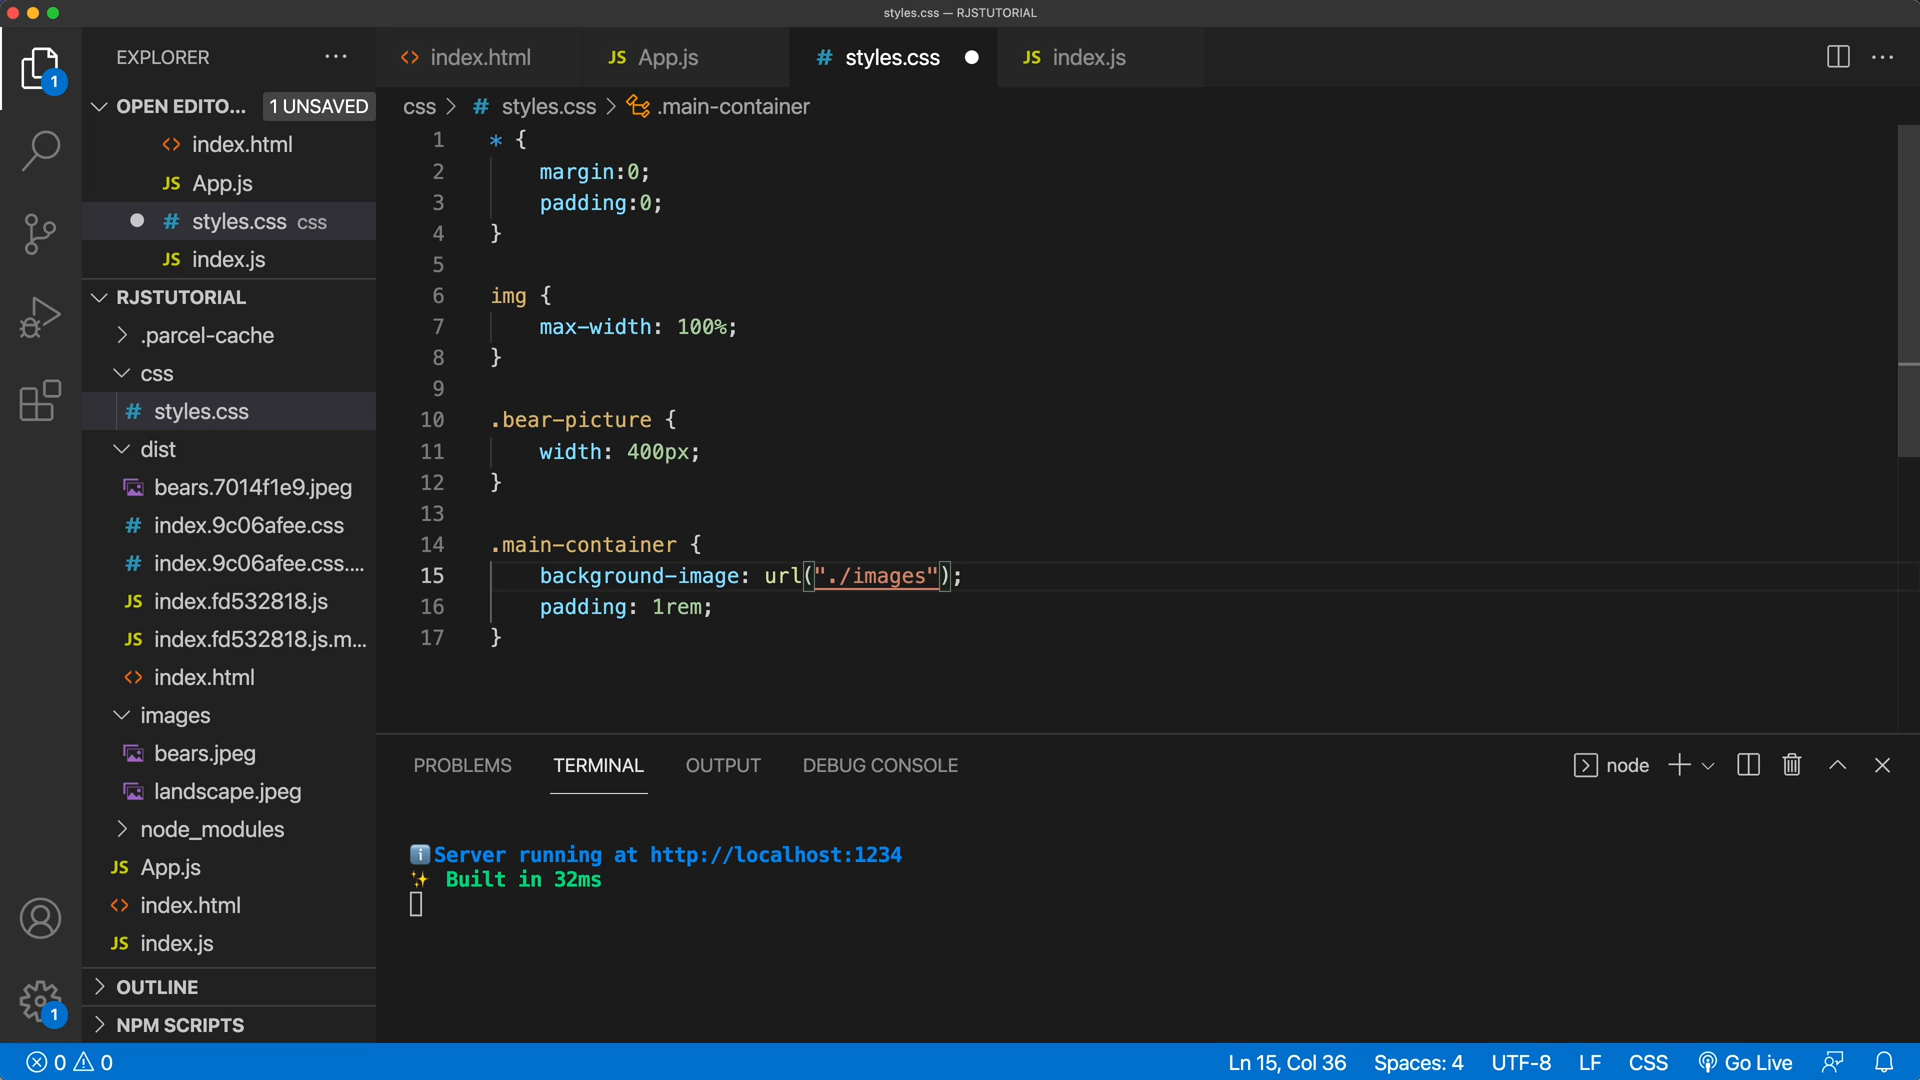 styles.css — RJSTUTORIAL
1
EXPLORER
<> index.html
JS App.js
# styles.css
JS index.js
OPEN EDITO... 1 UNSAVED
<> index.html
JS App.js
# styles.css css
JS index.js
RJSTUTORIAL
.parcel-cache
css
# styles.css
dist
bears.7014f1e9.jpeg
# index.9c06afee.css
# index.9c06afee.css....
JS index.fd532818.js
JS index.fd532818.js.m...
<> index.html
images
bears.jpeg
landscape.jpeg
node_modules
JS App.js
<> index.html
JS index.js
OUTLINE
NPM SCRIPTS
1
css > # styles.css > .main-container
1 * {
2 margin:0;
3 padding:0;
4 }
5
6 img {
7 max-width: 100%;
8 }
9
10 .bear-picture {
11 width: 400px;
12 }
13
14 .main-container {
15 background-image: url("./images");
16 padding: 1rem;
17 }
PROBLEMS TERMINAL OUTPUT DEBUG CONSOLE
node
Server running at http://localhost:1234
Built in 32ms
0 0
Ln 15, Col 36 Spaces: 4 UTF-8 LF CSS Go Live